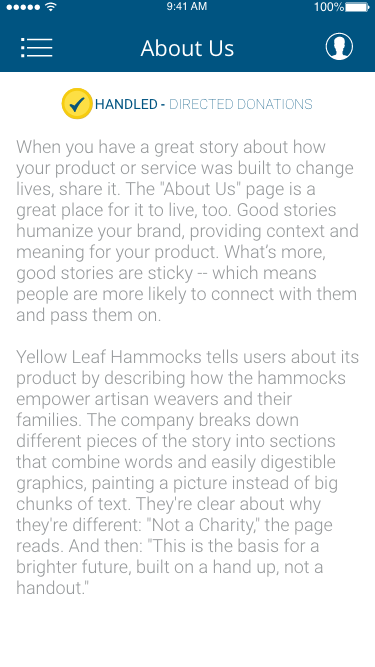 9:41 AM 100%
About Us
HANDLED - DIRECTED DONATIONS
When you have a great story about how
your product or service was built to change
lives, share it. The "About Us" page is a
great place for it to live, too. Good stories
humanize your brand, providing context and
meaning for your product. What's more,
good stories are sticky -- which means
people are more likely to connect with them
and pass them on.
Yellow Leaf Hammocks tells users about its
product by describing how the hammocks
empower artisan weavers and their
families. The company breaks down
different pieces of the story into sections
that combine words and easily digestible
graphics, painting a picture instead of big
chunks of text. They're clear about why
they're different: "Not a Charity," the page
reads. And then: "This is the basis for a
brighter future, built on a hand up, not a
handout."